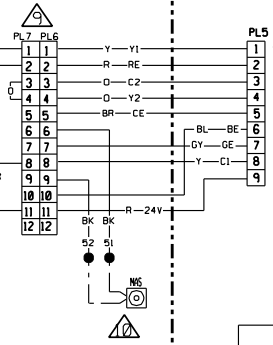 9
PL7 PL6 PL5
1 1 Y Y1 1
2 2 R RE 2
3 3 O C2 3
4 4 O Y2 4
5 5 BR CE 5
6 6 BL BE 6
7 7 GY GE 7
8 8 Y C1 8
9 9 9
10 10
11 11 R 24V
12 12
BK BK
52 51
NAS
10